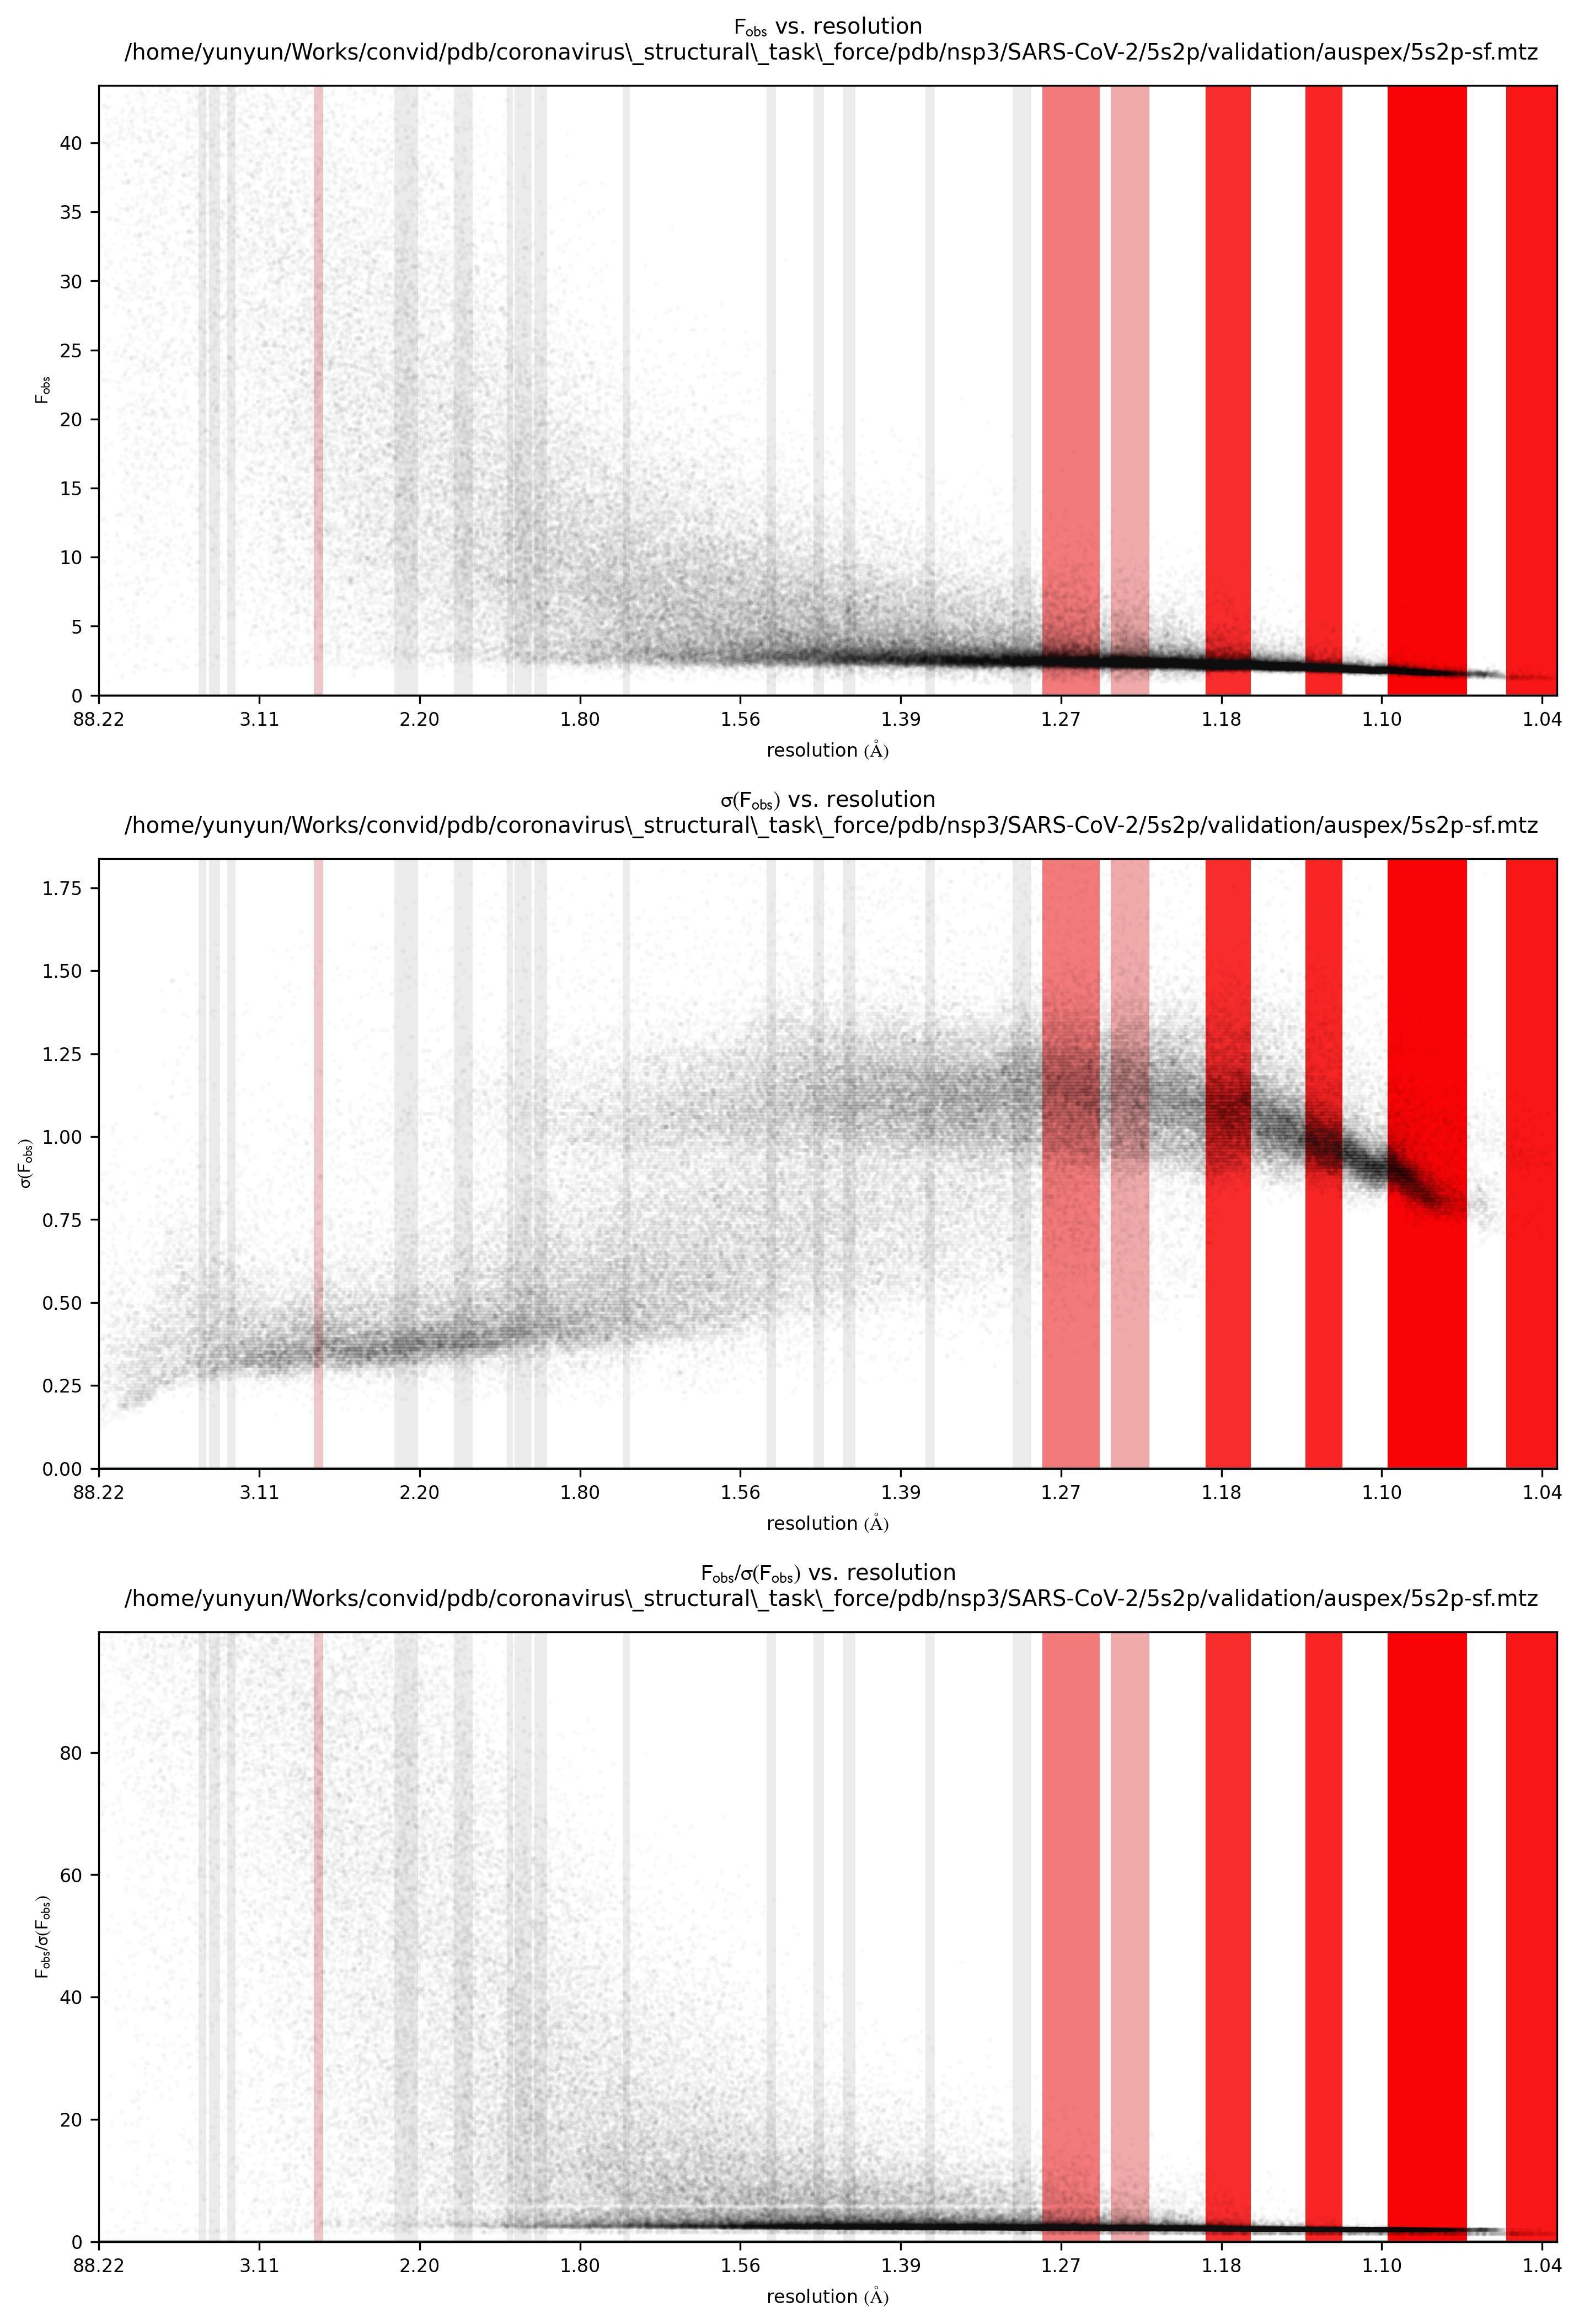 F_obs vs. resolution
/home/yunyun/Works/convid/pdb/coronavirus\_structural\_task\_force/pdb/nsp3/SARS-CoV-2/5s2p/validation/auspex/5s2p-sf.mtz
F_obs
40
35
30
25
20
15
10
5
0
88.22 3.11 2.20 1.80 1.56 1.39 1.27 1.18 1.10 1.04
resolution (Å)
σ(F_obs) vs. resolution
/home/yunyun/Works/convid/pdb/coronavirus\_structural\_task\_force/pdb/nsp3/SARS-CoV-2/5s2p/validation/auspex/5s2p-sf.mtz
σ(F_obs)
1.75
1.50
1.25
1.00
0.75
0.50
0.25
0.00
88.22 3.11 2.20 1.80 1.56 1.39 1.27 1.18 1.10 1.04
resolution (Å)
F_obs/σ(F_obs) vs. resolution
/home/yunyun/Works/convid/pdb/coronavirus\_structural\_task\_force/pdb/nsp3/SARS-CoV-2/5s2p/validation/auspex/5s2p-sf.mtz
F_obs/σ(F_obs)
80
60
40
20
0
88.22 3.11 2.20 1.80 1.56 1.39 1.27 1.18 1.10 1.04
resolution (Å)